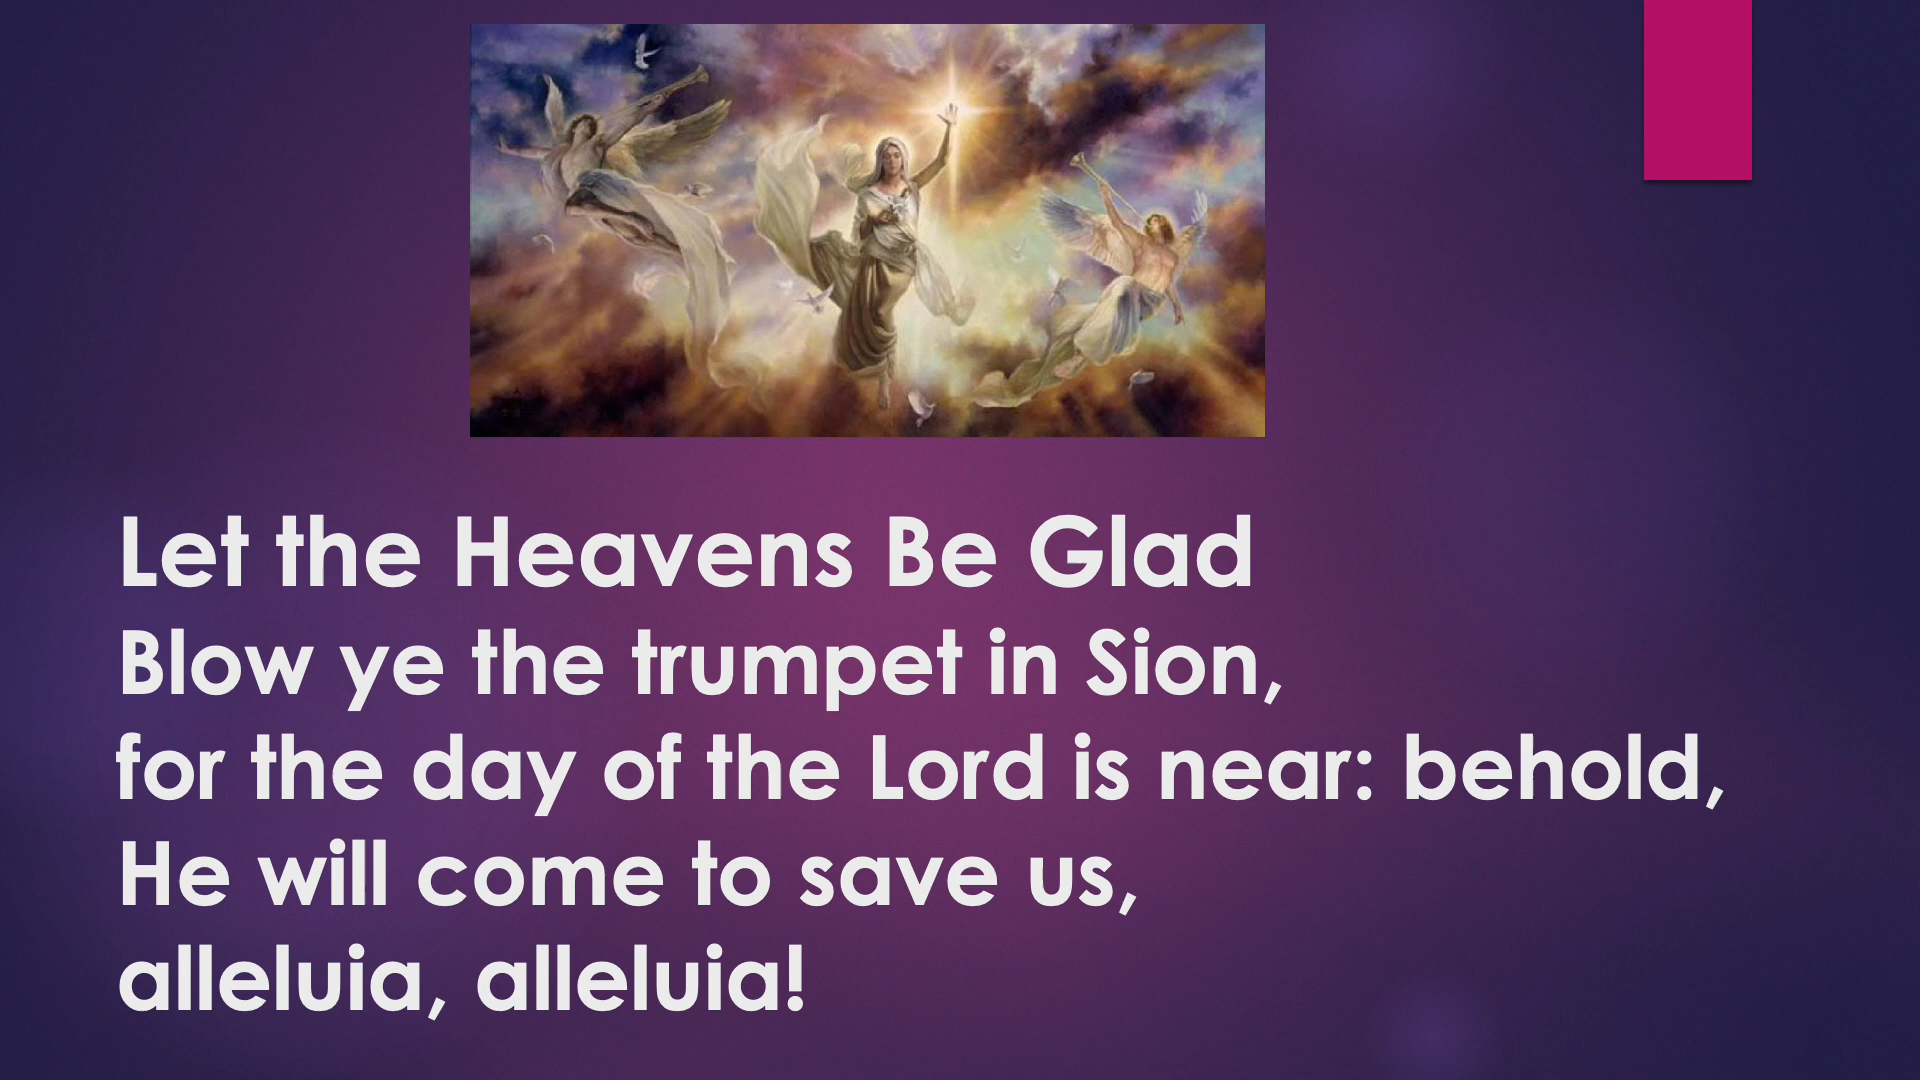 Let the Heavens Be Glad
Blow ye the trumpet in Sion,
for the day of the Lord is near: behold,
He will come to save us,
alleluia, alleluia!